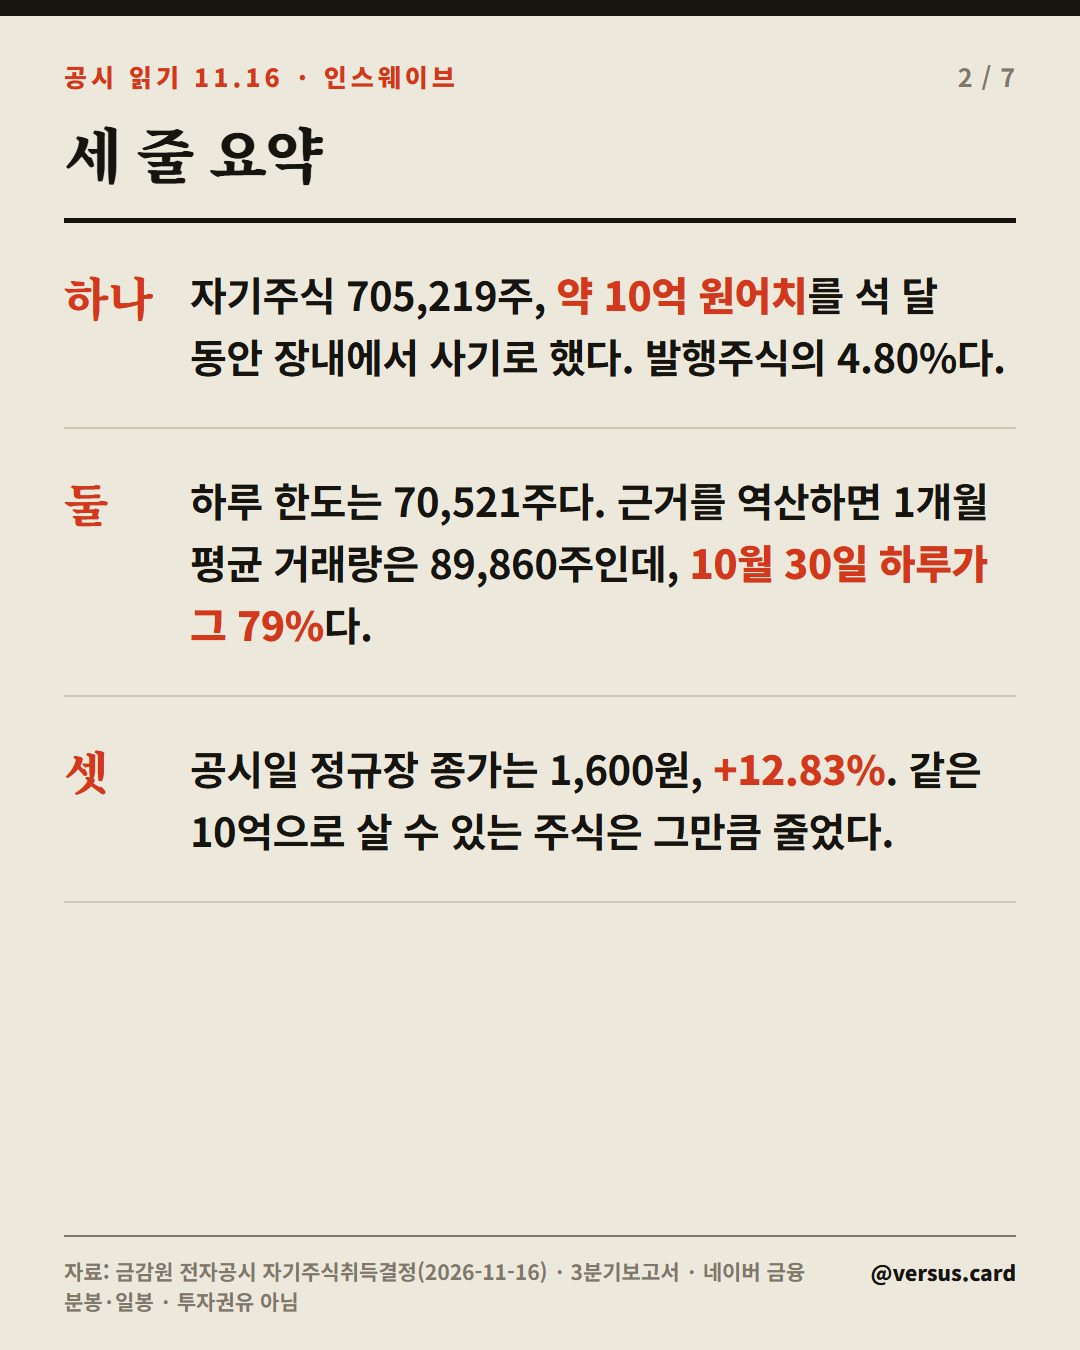 공시 읽기 11.16 · 인스웨이브
2 / 7
세 줄 요약
하나
자기주식 705,219주, 약 10억 원어치를 석 달
동안 장내에서 사기로 했다. 발행주식의 4.80%다.
둘
하루 한도는 70,521주다. 근거를 역산하면 1개월
평균 거래량은 89,860주인데, 10월 30일 하루가
그 79%다.
셋
공시일 정규장 종가는 1,600원, +12.83%. 같은
10억으로 살 수 있는 주식은 그만큼 줄었다.
자료: 금감원 전자공시 자기주식취득결정(2026-11-16) · 3분기보고서 · 네이버 금융
분봉·일봉 · 투자권유 아님
@versus.card